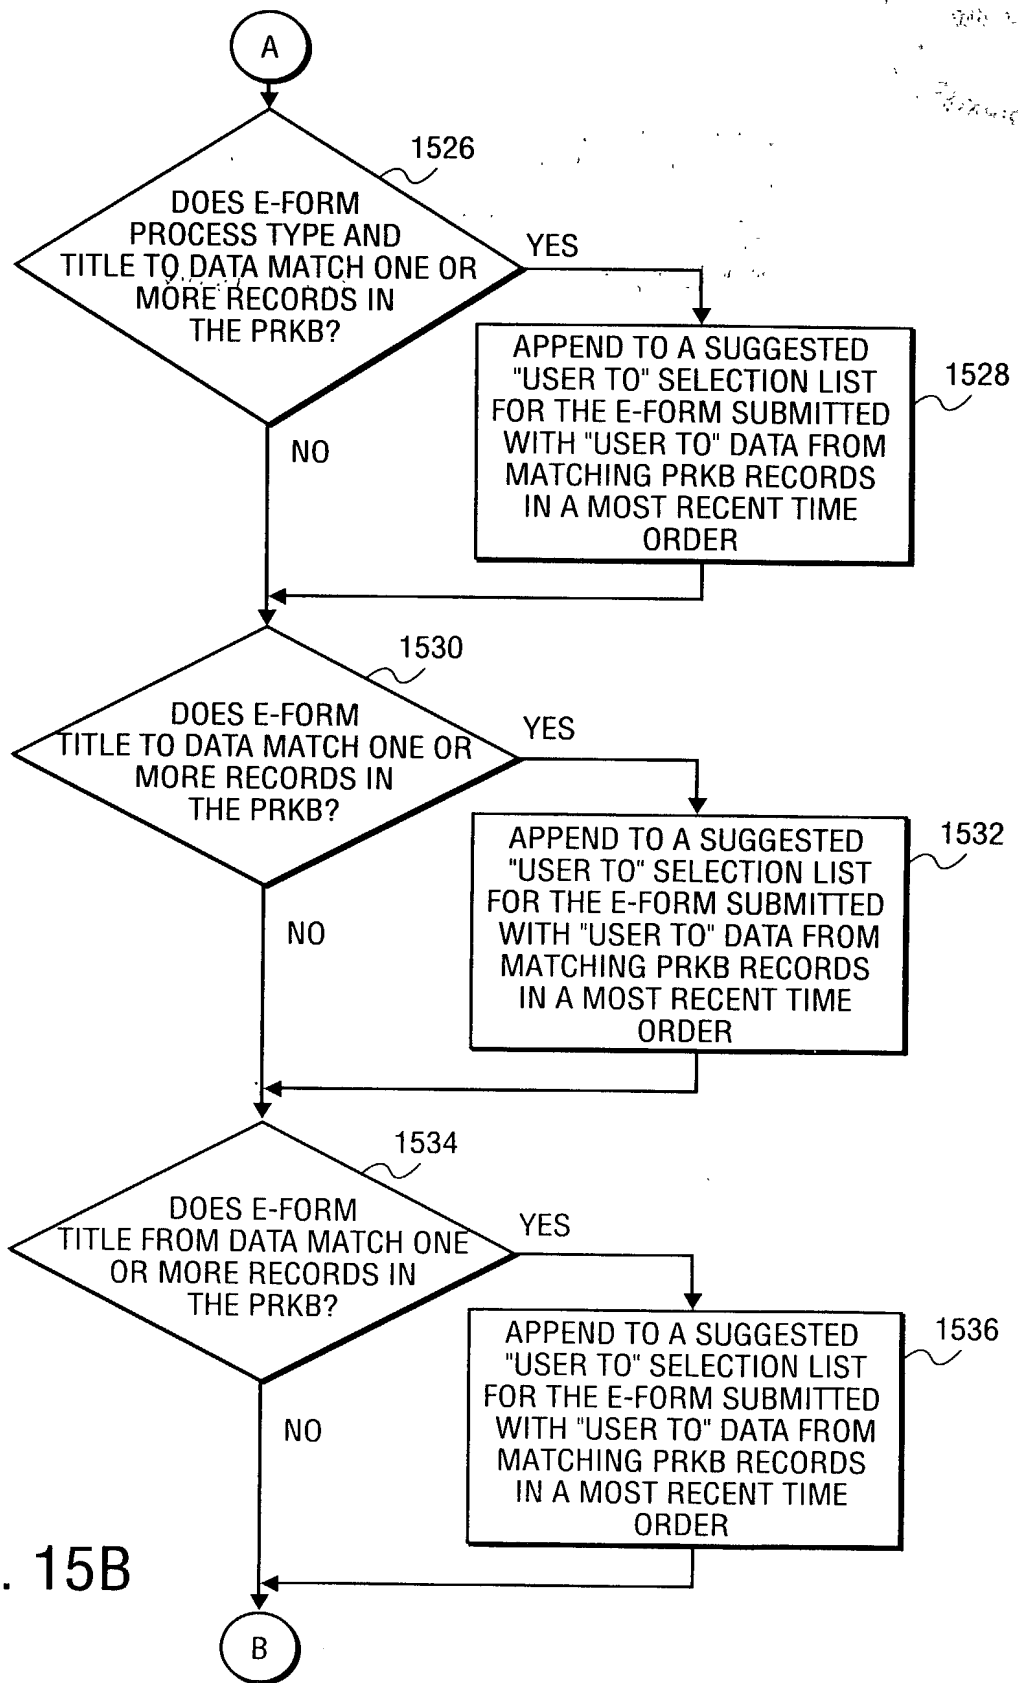 A
1526
DOES E-FORM
PROCESS TYPE AND
TITLE TO DATA MATCH ONE OR
MORE RECORDS IN
THE PRKB?
YES
NO
APPEND TO A SUGGESTED
"USER TO" SELECTION LIST
FOR THE E-FORM SUBMITTED
WITH "USER TO" DATA FROM
MATCHING PRKB RECORDS
IN A MOST RECENT TIME
ORDER
1528
1530
DOES E-FORM
TITLE TO DATA MATCH ONE OR
MORE RECORDS IN
THE PRKB?
YES
NO
APPEND TO A SUGGESTED
"USER TO" SELECTION LIST
FOR THE E-FORM SUBMITTED
WITH "USER TO" DATA FROM
MATCHING PRKB RECORDS
IN A MOST RECENT TIME
ORDER
1532
1534
DOES E-FORM
TITLE FROM DATA MATCH ONE
OR MORE RECORDS IN
THE PRKB?
YES
NO
APPEND TO A SUGGESTED
"USER TO" SELECTION LIST
FOR THE E-FORM SUBMITTED
WITH "USER TO" DATA FROM
MATCHING PRKB RECORDS
IN A MOST RECENT TIME
ORDER
1536
. 15B
B